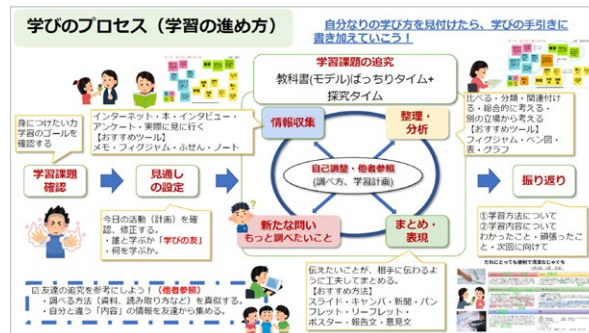 学びのプロセス（学習の進め方）
自分なりの学び方を見付けたら、学びの手引きに
書き加えていこう！
学習課題の追究
教科書(モデル)ばっちりタイム+
探究タイム
身につけたい力
学習のゴールを
確認する
インターネット・本・インタビュー・
アンケート・実際に見に行く
【おすすめツール】
メモ・フィグジャム・ふせん・ノート
情報収集
整理・
分析
比べる・分類・関連付け
る・総合的に考える・
別の立場から考える
【おすすめツール】
フィグジャム・ベン図・
表・グラフ
学習課題
確認
見通し
の設定
自己調整・他者参照
(調べ方、学習計画)
振り返り
今日の活動（計画）を確
認、修正する。
・誰と学ぶか「学びの友」
・何を学ぶか。
新たな問い
もっと調べたいこと
まとめ・
表現
①学習方法について
②学習内容について
わかったこと・頑張ったこ
と・次回に向けて
☑ 友達の追究を参考にしよう！（他者参照）
・調べる方法（資料、読み取り方など）を真似する。
・自分と違う「内容」の情報を友達から集める。
伝えたいことが、相手に伝わるよ
うに工夫してまとめる。
【おすすめ方法】
スライド・キャンバ・新聞・パン
フレット・リーフレット・
ポスター・報告文・意見文
だれにとっても便利で清潔なじゃぐち